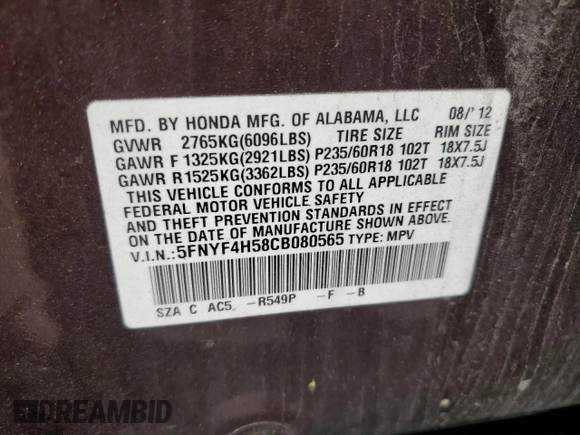 MFD. BY HONDA MFG. OF ALABAMA, LLC 08/'12
GVWR 2765KG(6096LBS) TIRE SIZE RIM SIZE
GAWR F 1325KG(2921LBS) P235/60R18 102T 18X7.5J
GAWR R 1525KG(3362LBS) P235/60R18 102T 18X7.5J
THIS VEHICLE CONFORMS TO ALL APPLICABLE
FEDERAL MOTOR VEHICLE SAFETY
AND THEFT PREVENTION STANDARDS IN EFFECT
ON THE DATE OF MANUFACTURE SHOWN ABOVE.
V.I.N.: 5FNYF4H58CB080565 TYPE: MPV
SZA C AC5 -R549P -F -B
DREAMBID